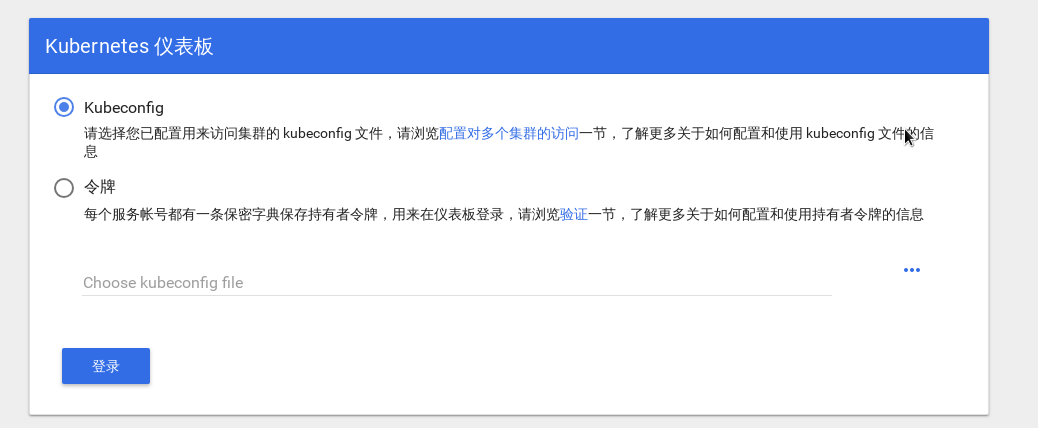 Kubernetes 仪表板
Kubeconfig
请选择您已配置用来访问集群的 kubeconfig 文件，请浏览配置对多个集群的访问一节，了解更多关于如何配置和使用 kubeconfig 文件的信
息
令牌
每个服务帐号都有一条保密字典保存持有者令牌，用来在仪表板登录，请浏览验证一节，了解更多关于如何配置和使用持有者令牌的信息
Choose kubeconfig file
登录